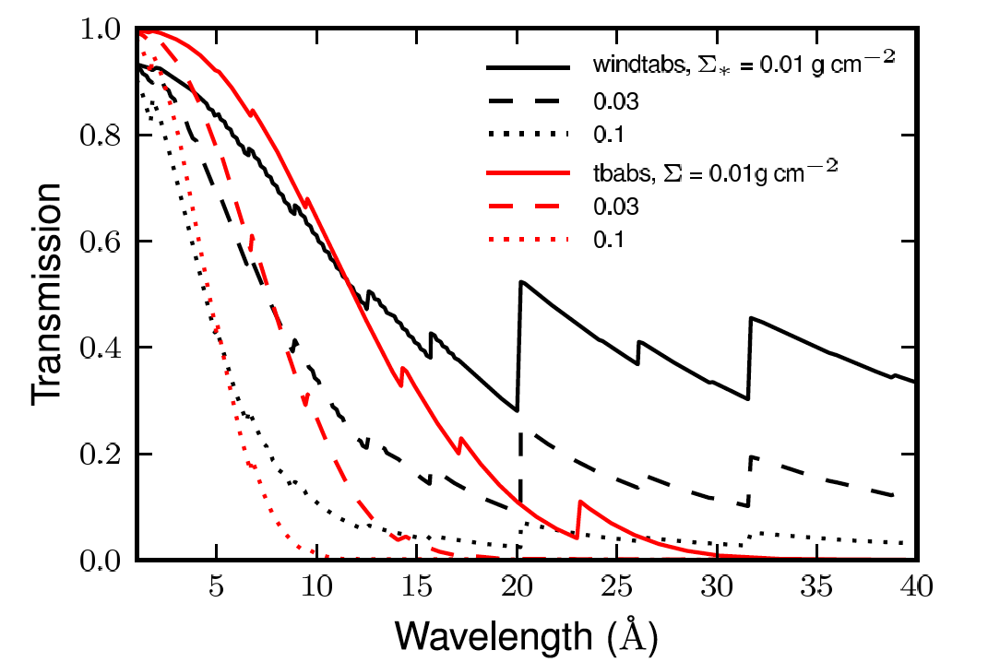 1.0
0.8
0.6
0.4
0.2
0.0
Transmission
windtabs, Σ∗ = 0.01 g cm−2
0.03
0.1
tbabs, Σ = 0.01g cm−2
0.03
0.1
5 10 15 20 25 30 35 40
Wavelength (Å)